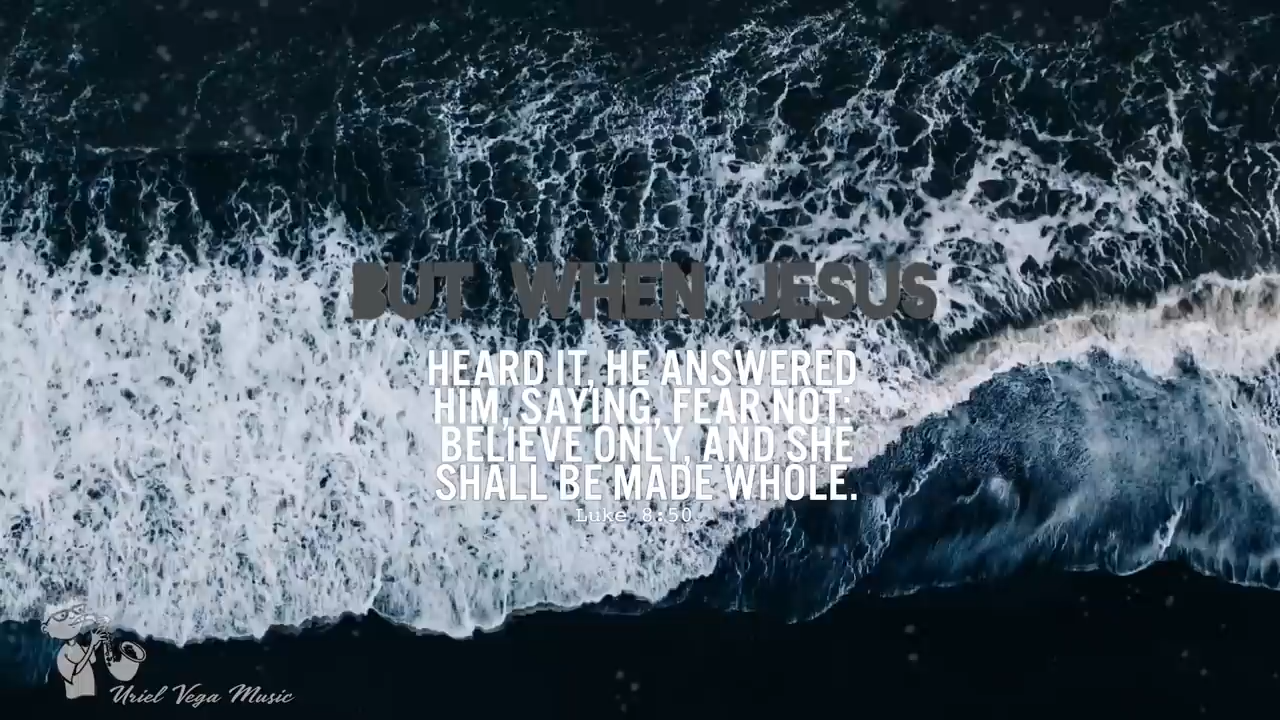 BUT WHEN JESUS
HEARD IT, HE ANSWERED
HIM, SAYING, FEAR NOT:
BELIEVE ONLY, AND SHE
SHALL BE MADE WHOLE.
Luke 8:50
Uriel Vega Music